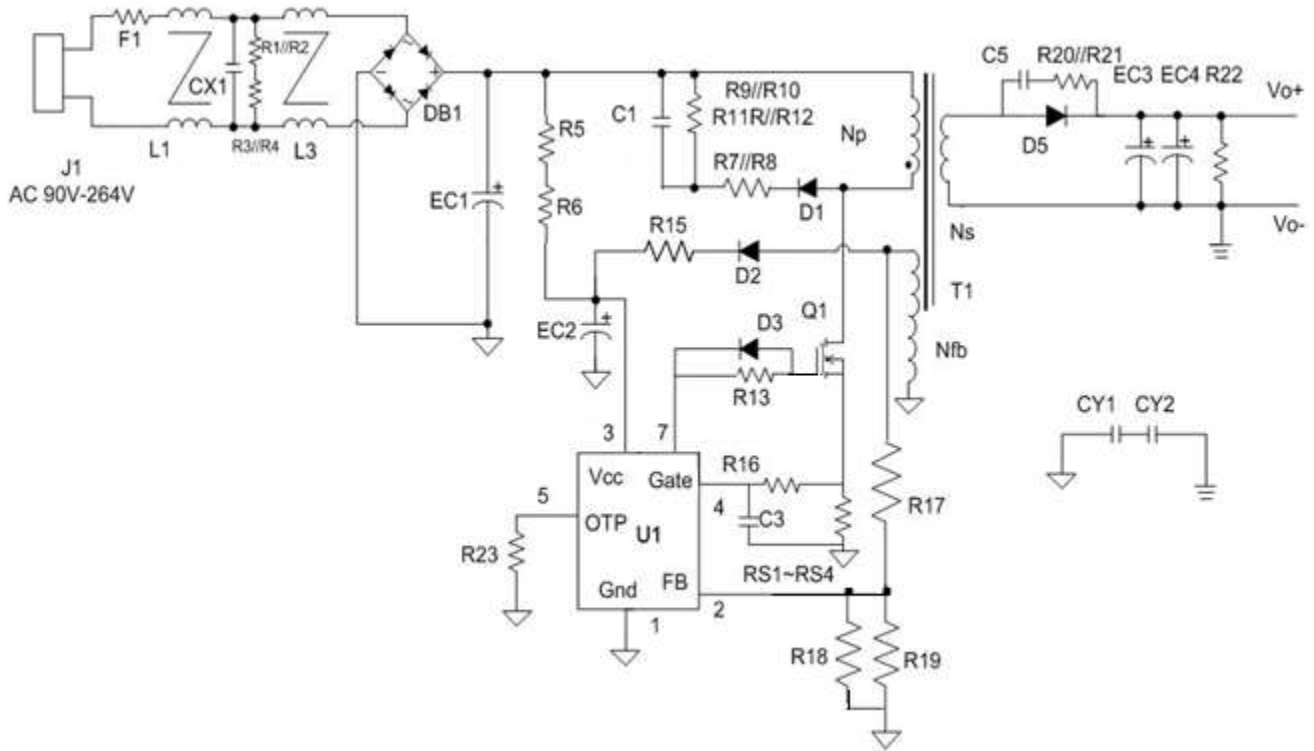 F1
R1//R2
CX1
R3//R4
L1
L3
J1
AC 90V-264V
~
~
-
+
DB1
EC1
+
R5
R6
C1
R9//R10
R11R//R12
R7//R8
D1
Np
C5
R20//R21
EC3 EC4 R22
D5
+
+
Vo+
Vo-
Ns
T1
Nfb
R15
D2
EC2
+
D3
Q1
R13
3
7
Vcc
Gate
5
OTP
U1
R23
Gnd
FB
1
2
4
R16
C3
RS1~RS4
R17
R18
R19
CY1
CY2